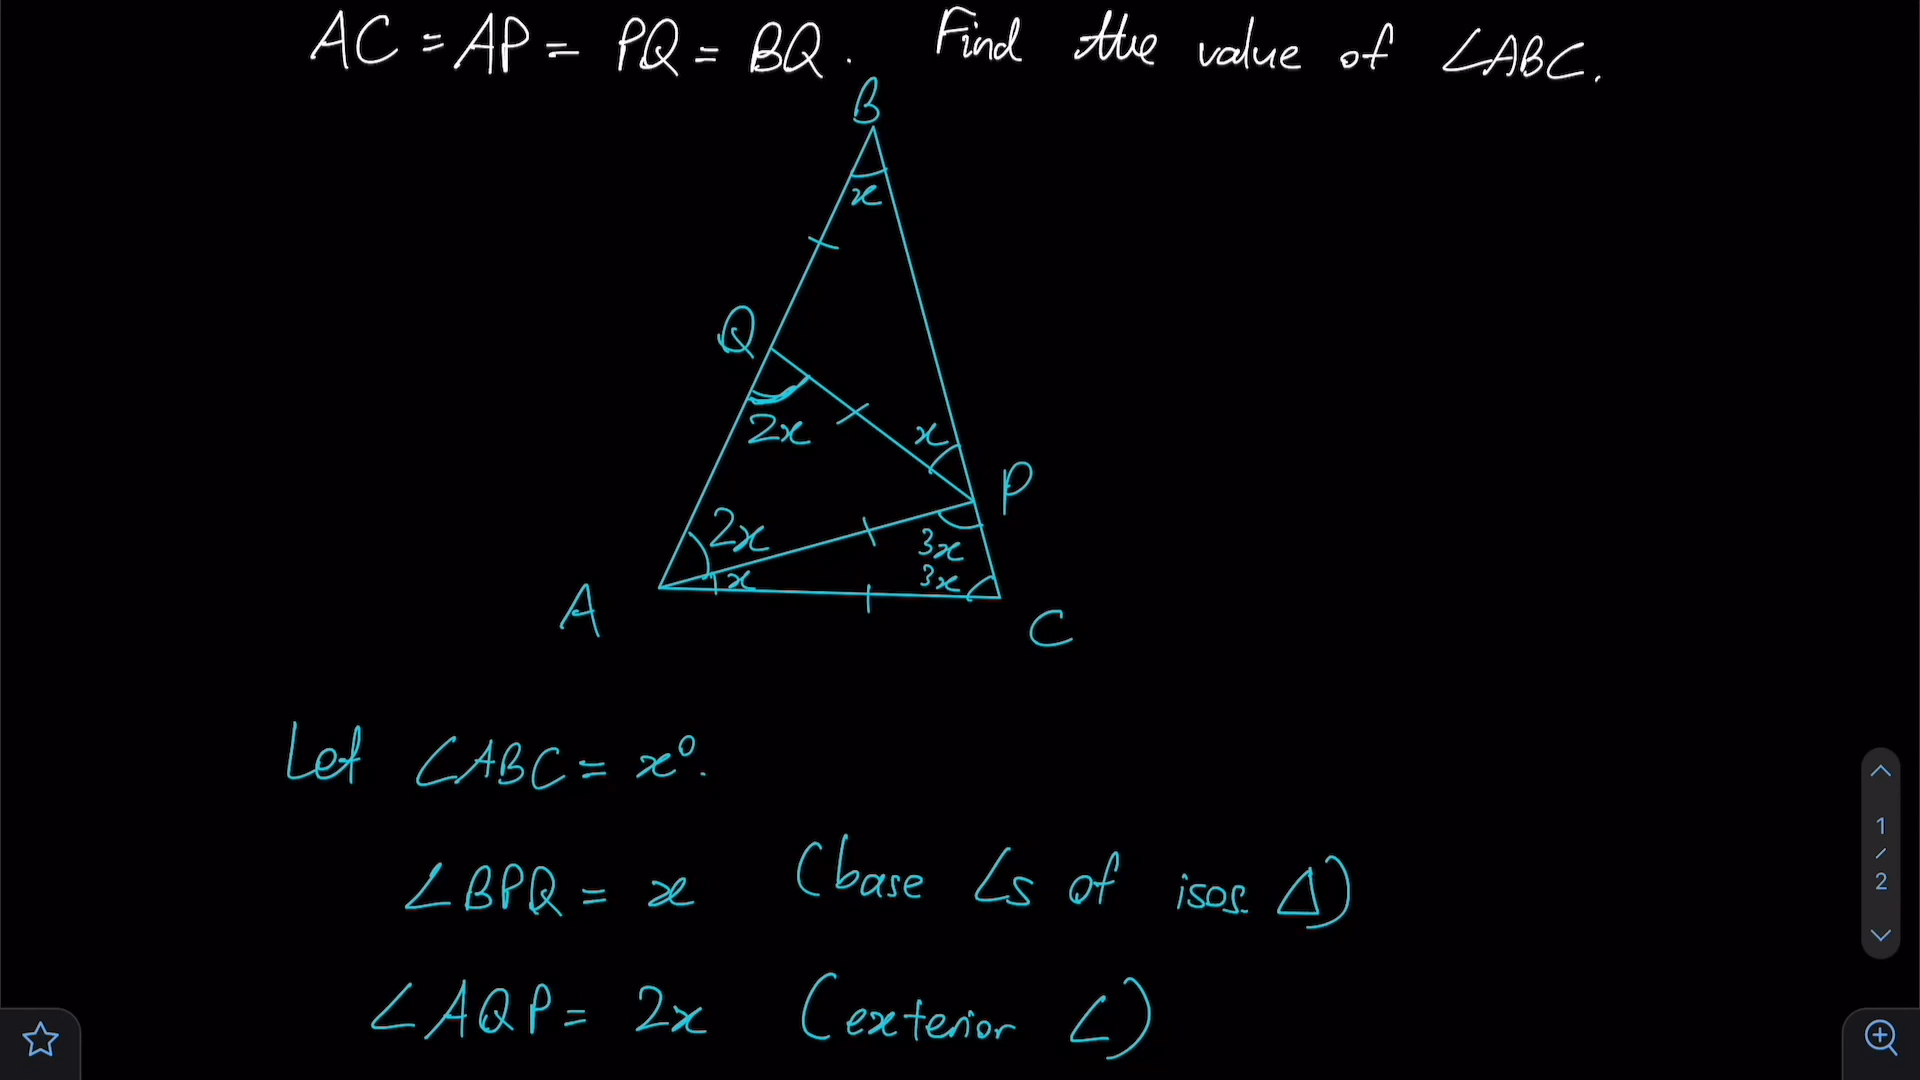 AC = AP = PQ = BQ. Find the value of ∠ABC.
B
x
Q
2x
x
P
2x
3x
x
3x
A
C
Let ∠ABC = x°.
∠BPQ = x (base ∠s of isos. Δ)
∠AQP = 2x (exterior ∠)
1
/
2